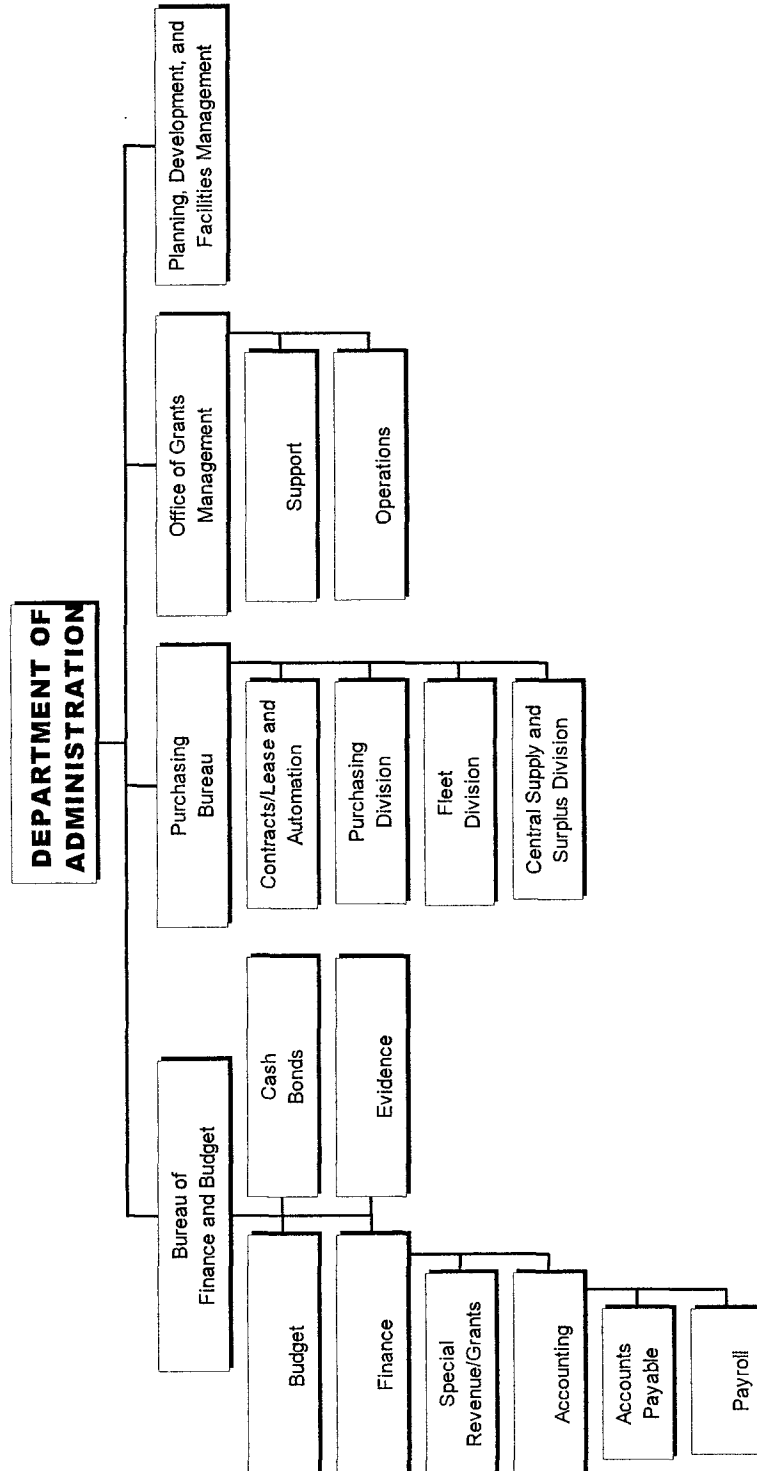 DEPARTMENT OF
ADMINISTRATION
Bureau of
Finance and Budget
Budget
Cash
Bonds
Finance
Evidence
Special
Revenue/Grants
Accounting
Accounts
Payable
Payroll
Purchasing
Bureau
Contracts/Lease and
Automation
Purchasing
Division
Fleet
Division
Central Supply and
Surplus Division
Office of Grants
Management
Support
Operations
Planning, Development, and
Facilities Management